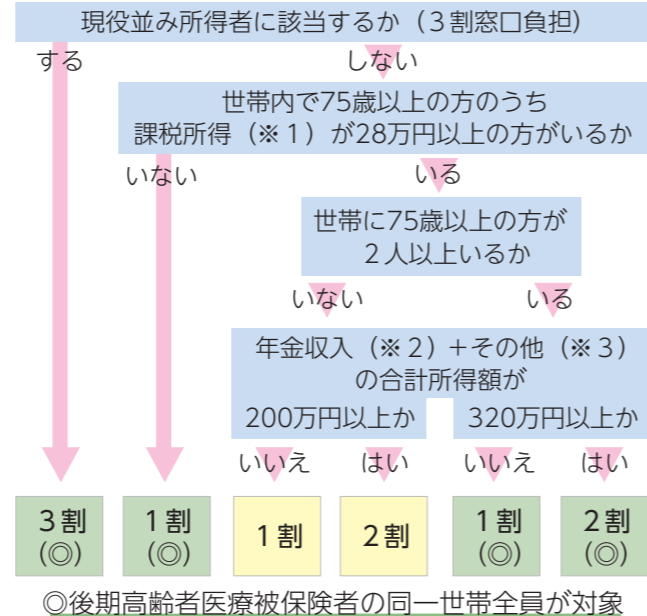 現役並み所得者に該当するか（３割窓口負担）
する
しない
世帯内で75歳以上の方のうち
課税所得（※１）が28万円以上の方がいるか
いない
いる
世帯に75歳以上の方が
２人以上いるか
いない
いる
年金収入（※２）＋その他（※３）
の合計所得額が
200万円以上か
320万円以上か
いいえ
はい
いいえ
はい
３割
（◎）
１割
（◎）
１割
２割
１割
（◎）
２割
（◎）
◎後期高齢者医療被保険者の同一世帯全員が対象